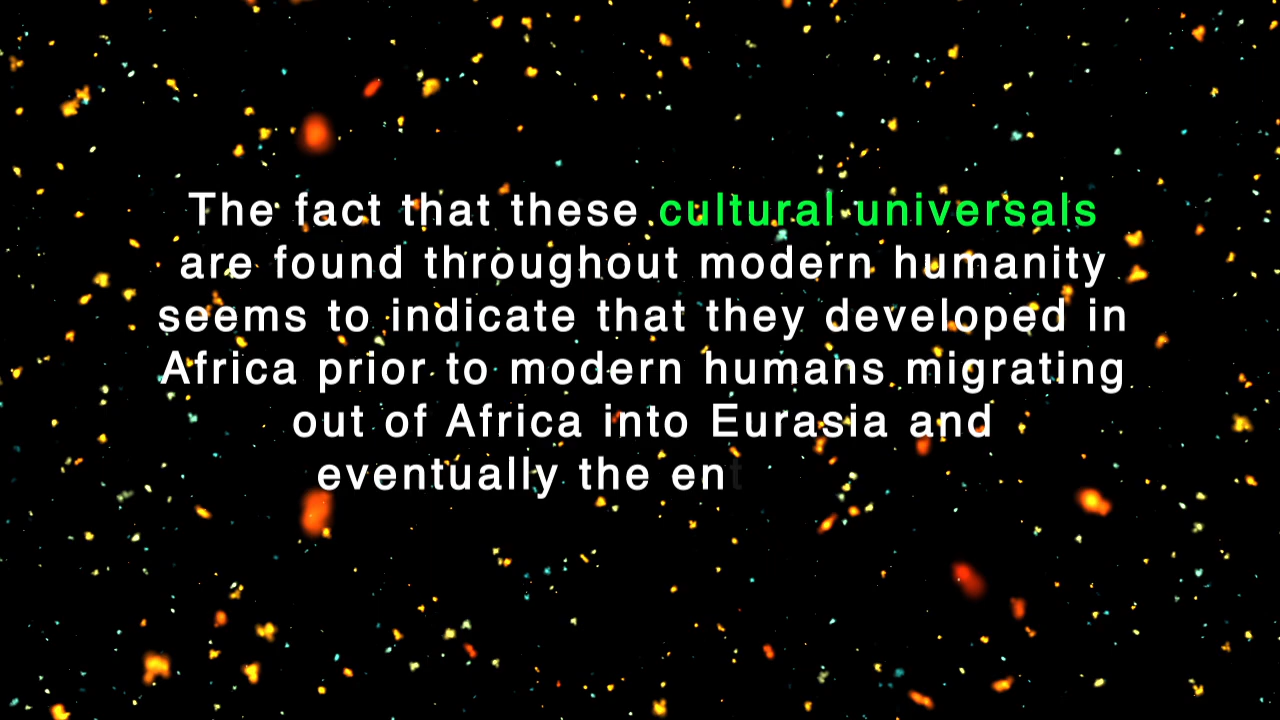 The fact that these cultural universals
are found throughout modern humanity
seems to indicate that they developed in
Africa prior to modern humans migrating
out of Africa into Eurasia and
eventually the ent